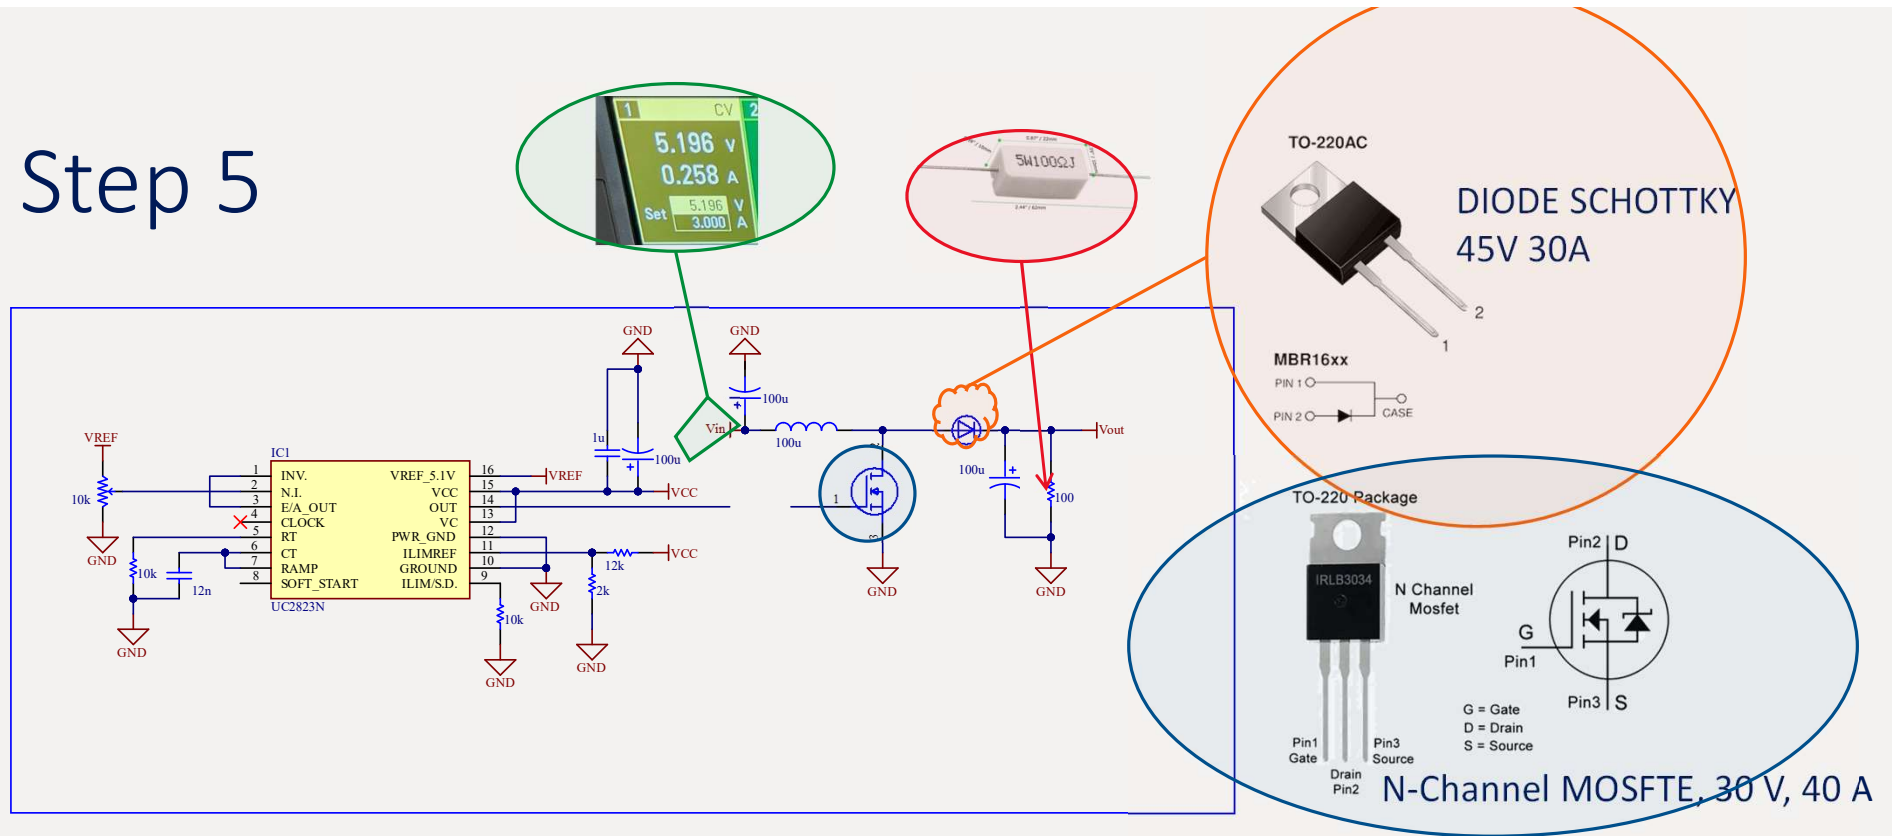 Step 5
1 CV 2
5.196 V
0.258 A
Set 5.196 V
3.000 A
5W100ΩJ
TO-220AC
DIODE SCHOTTKY
45V 30A
2
1
MBR16xx
PIN 1
PIN 2
CASE
GND
GND
100u
Vin
100u
Vout
1u
100u
100u
100
VREF
10k
GND
IC1
1 INV.
2 N.I.
3 E/A_OUT
4 CLOCK
5 RT
6 CT
7 RAMP
8 SOFT_START
VREF_5.1V 16
VCC 15
OUT 14
VC 13
PWR_GND 12
ILIMREF 11
GROUND 10
ILIM/S.D. 9
UC2823N
VREF
VCC
VCC
12k
2k
10k
10k
12n
GND
GND
GND
GND
1
2
3
GND
GND
TO-220 Package
IRLB3034
N Channel
Mosfet
Pin2 D
G
Pin1
Pin3 S
G = Gate
D = Drain
S = Source
Pin1
Gate
Pin3
Source
Drain
Pin2
N-Channel MOSFTE, 30 V, 40 A